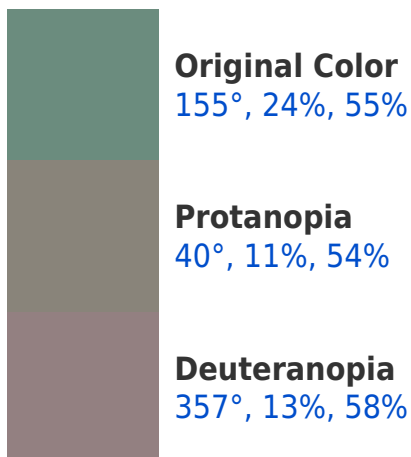 Original Color
155°, 24%, 55%
Protanopia
40°, 11%, 54%
Deuteranopia
357°, 13%, 58%